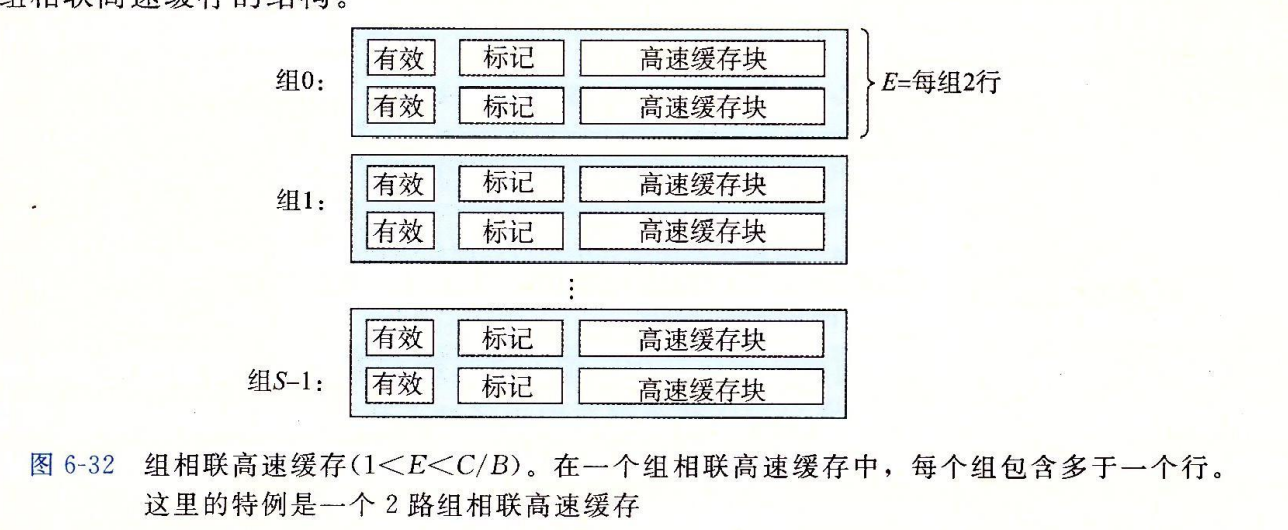 组相联高速缓存的结构。
有效 标记 高速缓存块
组0: E=每组2行
有效 标记 高速缓存块
有效 标记 高速缓存块
组1:
有效 标记 高速缓存块
⋮
有效 标记 高速缓存块
组S–1:
有效 标记 高速缓存块
图 6-32 组相联高速缓存(1<E<C/B)。在一个组相联高速缓存中，每个组包含多于一个行。
这里的特例是一个 2 路组相联高速缓存